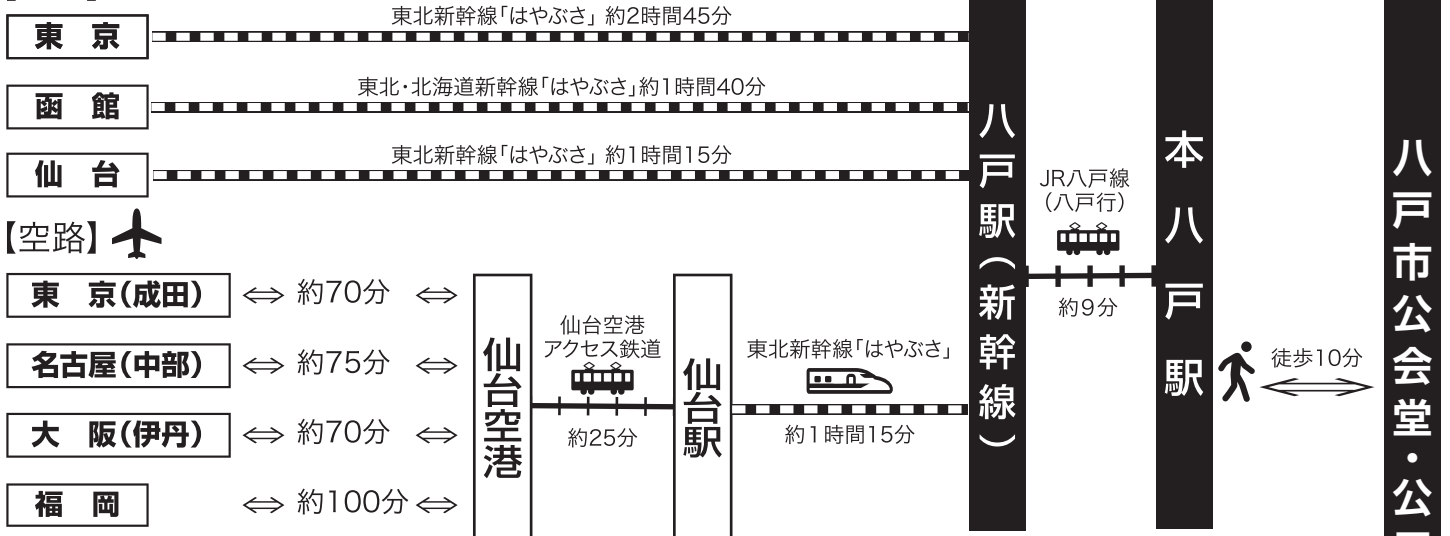 東北新幹線「はやぶさ」 約2時間45分
東　京
東北・北海道新幹線「はやぶさ」約1時間40分
函　館
東北新幹線「はやぶさ」 約1時間15分
仙　台
【空路】
東　京(成田)
約70分
名古屋(中部)
約75分
大　阪(伊丹)
約70分
福　岡
約100分
仙台空港
仙台空港
アクセス鉄道
約25分
仙台駅
東北新幹線「はやぶさ」
約1時間15分
八戸駅(新幹線)
JR八戸線
(八戸行)
約9分
本八戸駅
徒歩10分
八戸市公会堂・公